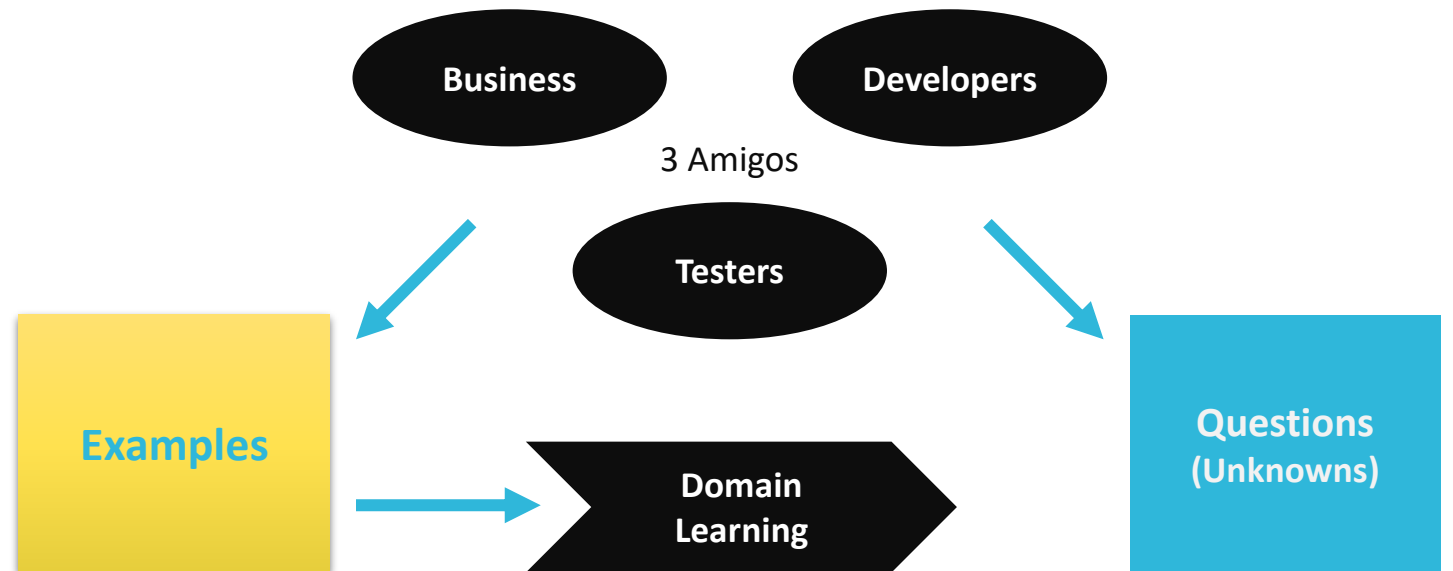 Business
Developers
3 Amigos
Testers
Examples
Domain
Learning
Questions
(Unknowns)